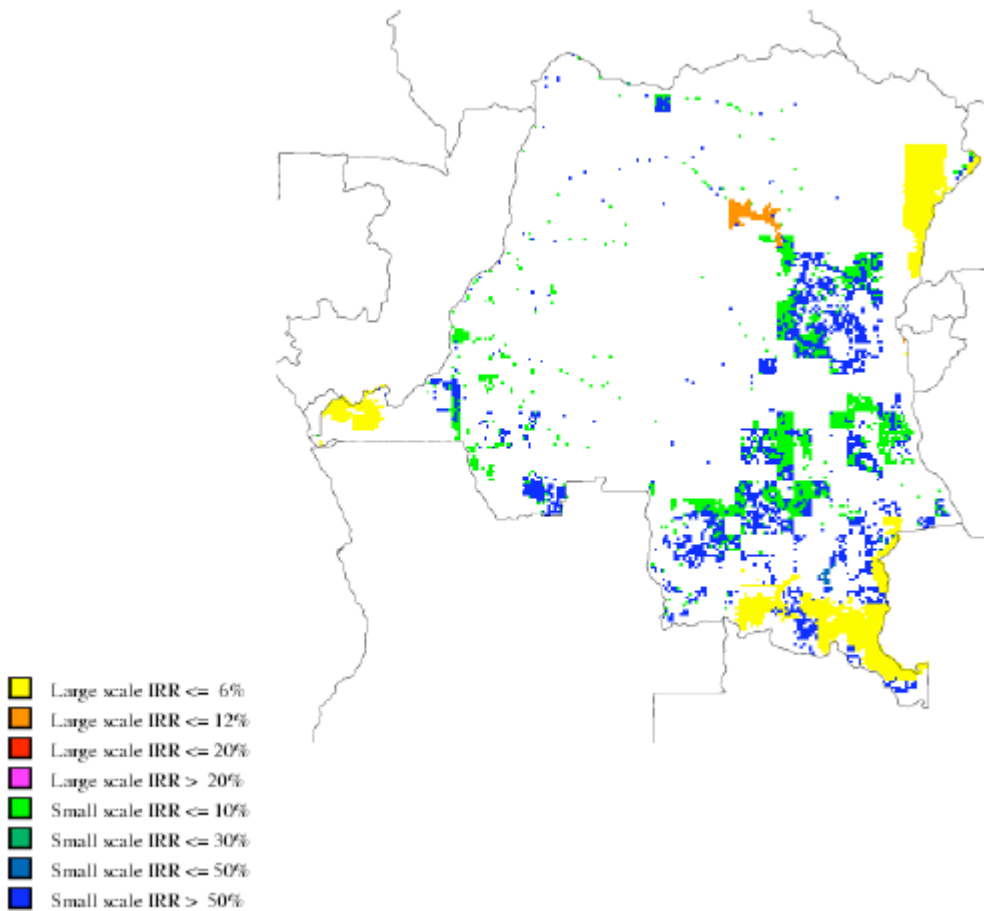 Large scale IRR <= 6%
Large scale IRR <= 12%
Large scale IRR <= 20%
Large scale IRR > 20%
Small scale IRR <= 10%
Small scale IRR <= 30%
Small scale IRR <= 50%
Small scale IRR > 50%